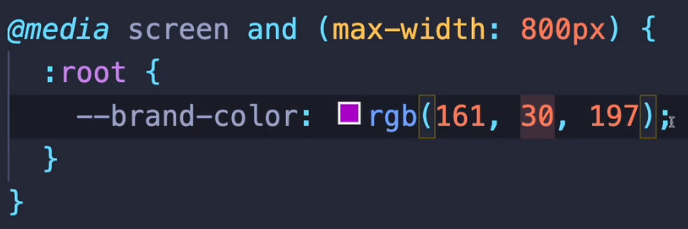 @media screen and (max-width: 800px) {
:root {
--brand-color: rgb(161, 30, 197);
}
}